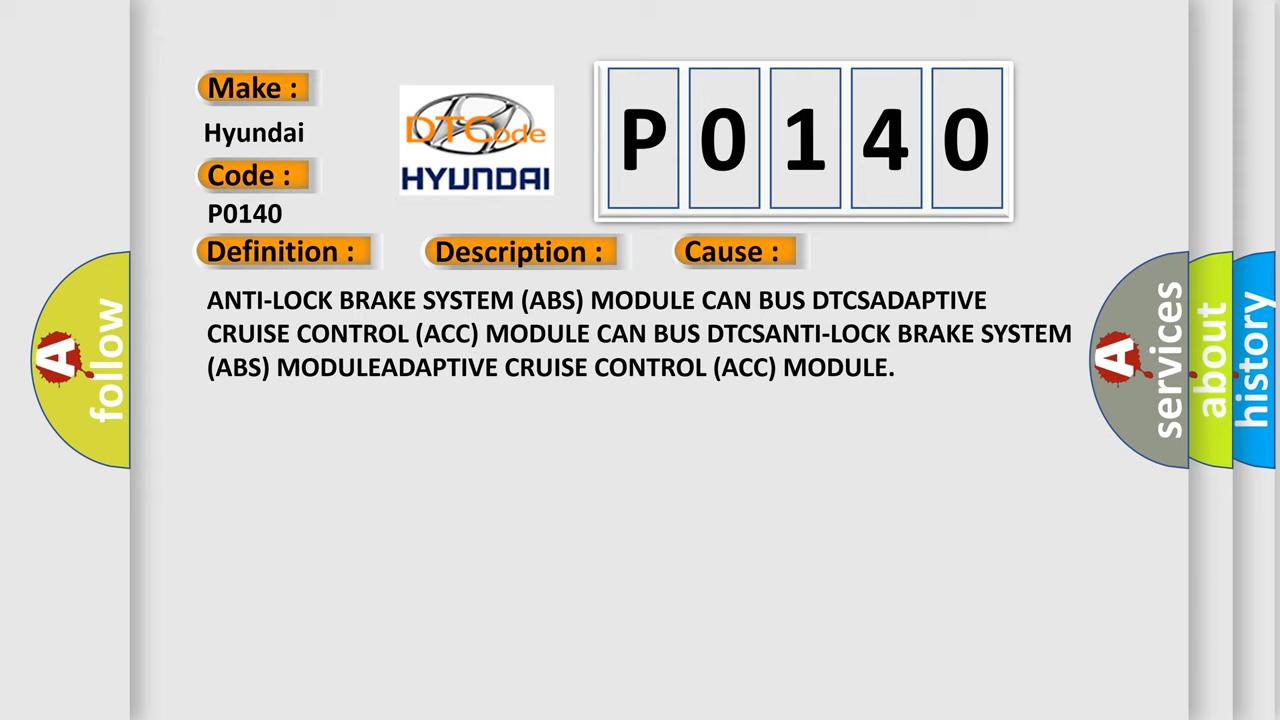 Make :
Hyundai
Code :
P0140
DTCode
HYUNDAI
P0140
Definition :
Description :
Cause :
ANTI-LOCK BRAKE SYSTEM (ABS) MODULE CAN BUS DTCSADAPTIVE
CRUISE CONTROL (ACC) MODULE CAN BUS DTCSANTI-LOCK BRAKE SYSTEM
(ABS) MODULEADAPTIVE CRUISE CONTROL (ACC) MODULE.
A follow
A services
about
history